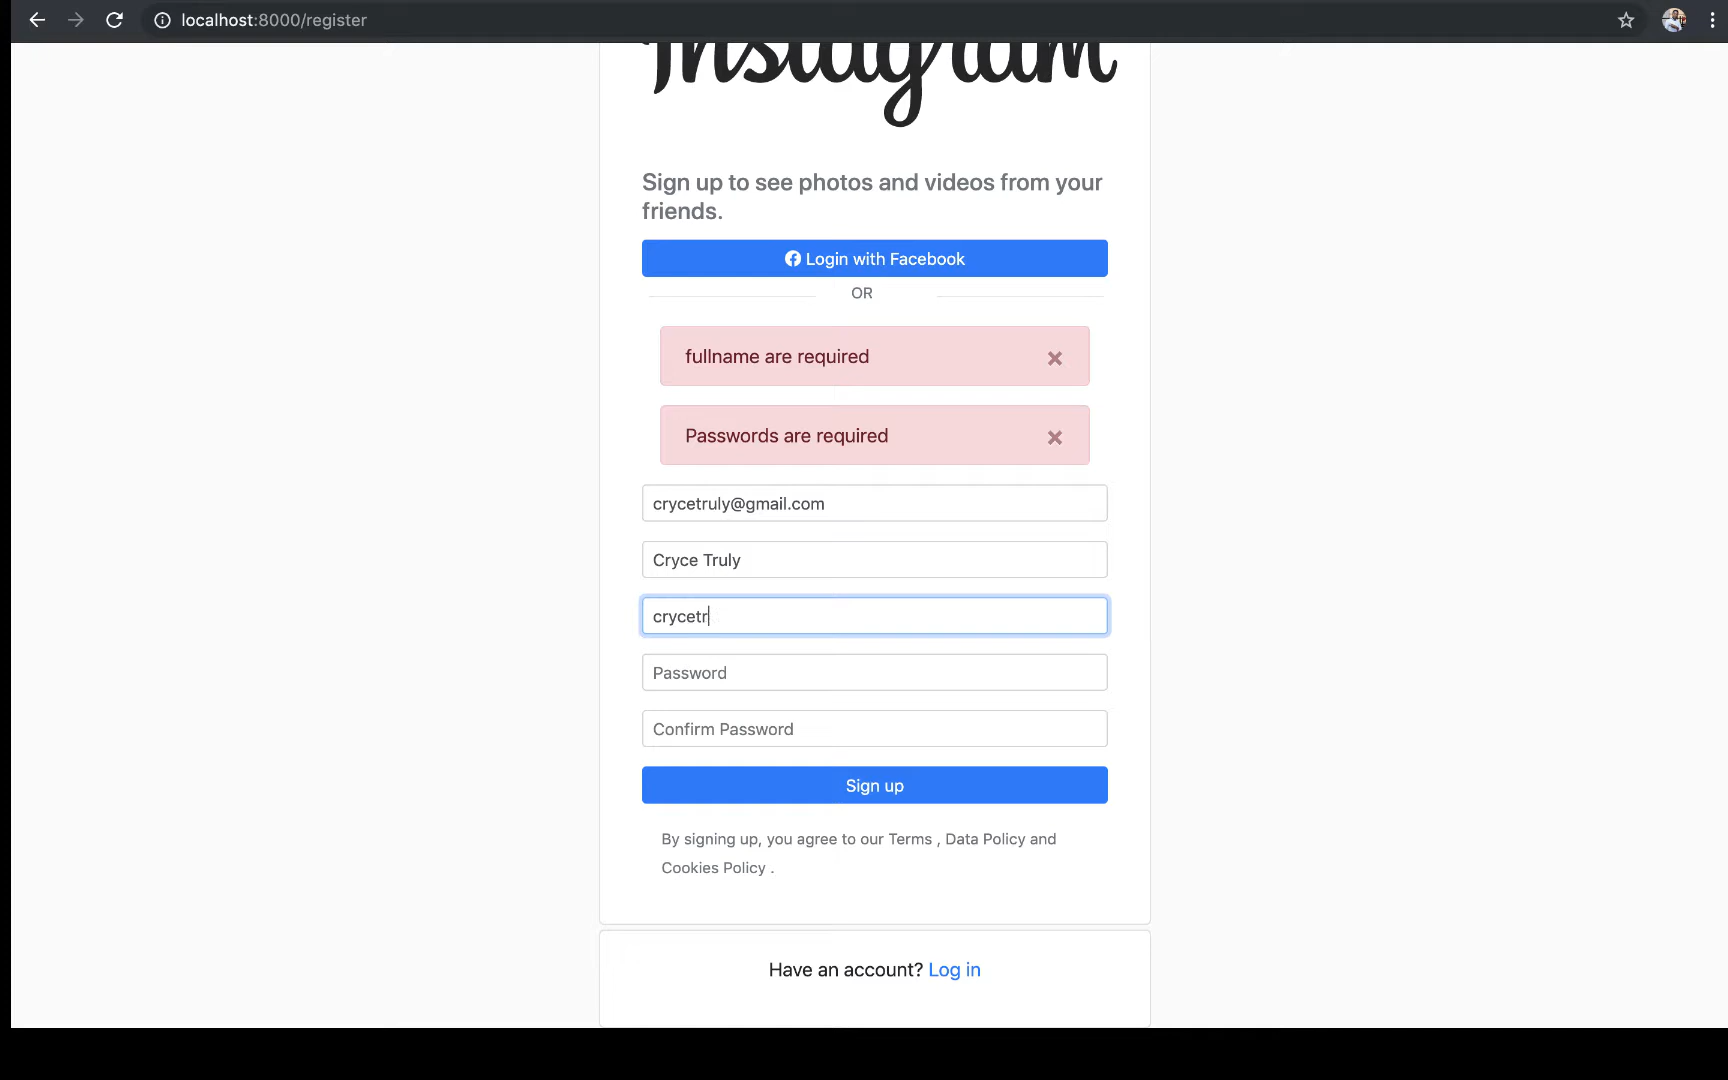 localhost:8000/register
Instagram
Sign up to see photos and videos from your
friends.
Login with Facebook
OR
fullname are required
Passwords are required
crycetruly@gmail.com
Cryce Truly
crycetr
Password
Confirm Password
Sign up
By signing up, you agree to our Terms , Data Policy and
Cookies Policy .
Have an account? Log in